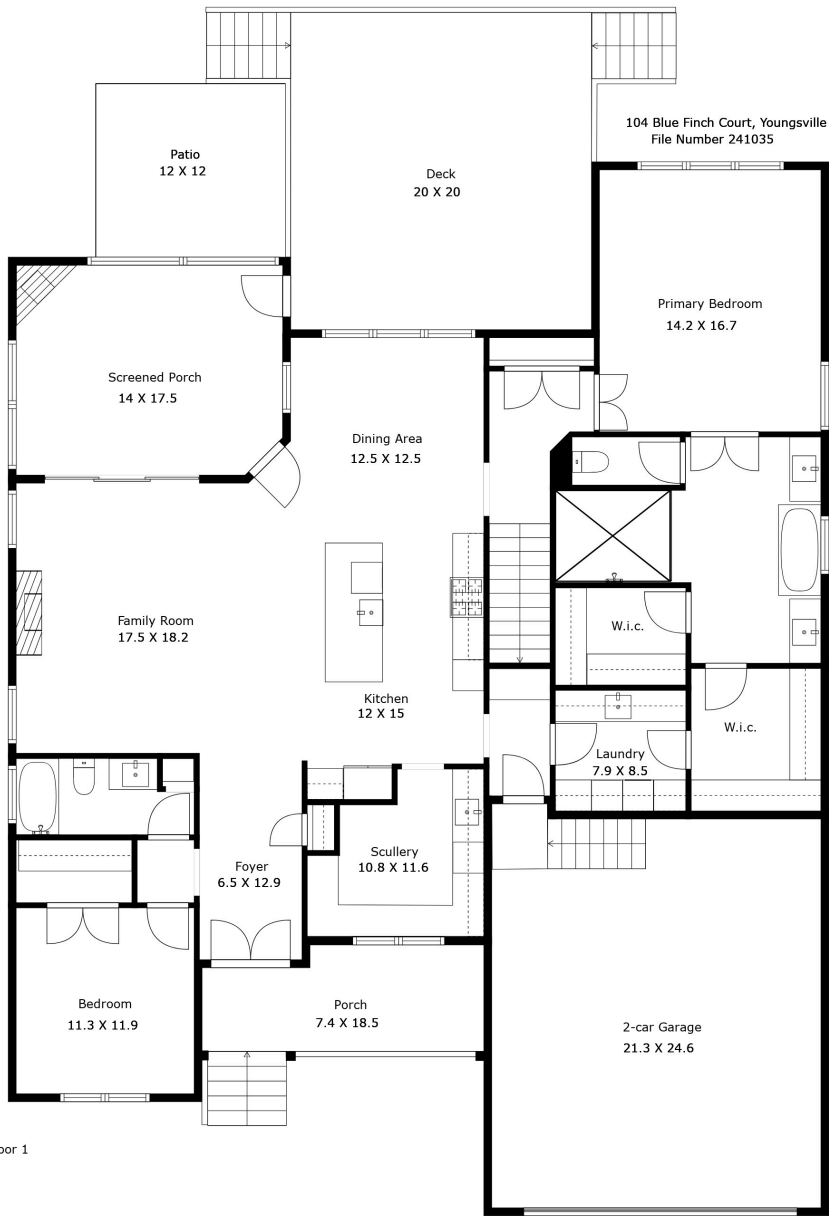 104 Blue Finch Court, Youngsville
File Number 241035
Patio
12 X 12
Deck
20 X 20
Primary Bedroom
14.2 X 16.7
Screened Porch
14 X 17.5
Dining Area
12.5 X 12.5
Family Room
17.5 X 18.2
W.i.c.
Kitchen
12 X 15
W.i.c.
Laundry
7.9 X 8.5
Scullery
10.8 X 11.6
Foyer
6.5 X 12.9
Bedroom
11.3 X 11.9
Porch
7.4 X 18.5
2-car Garage
21.3 X 24.6
oor 1